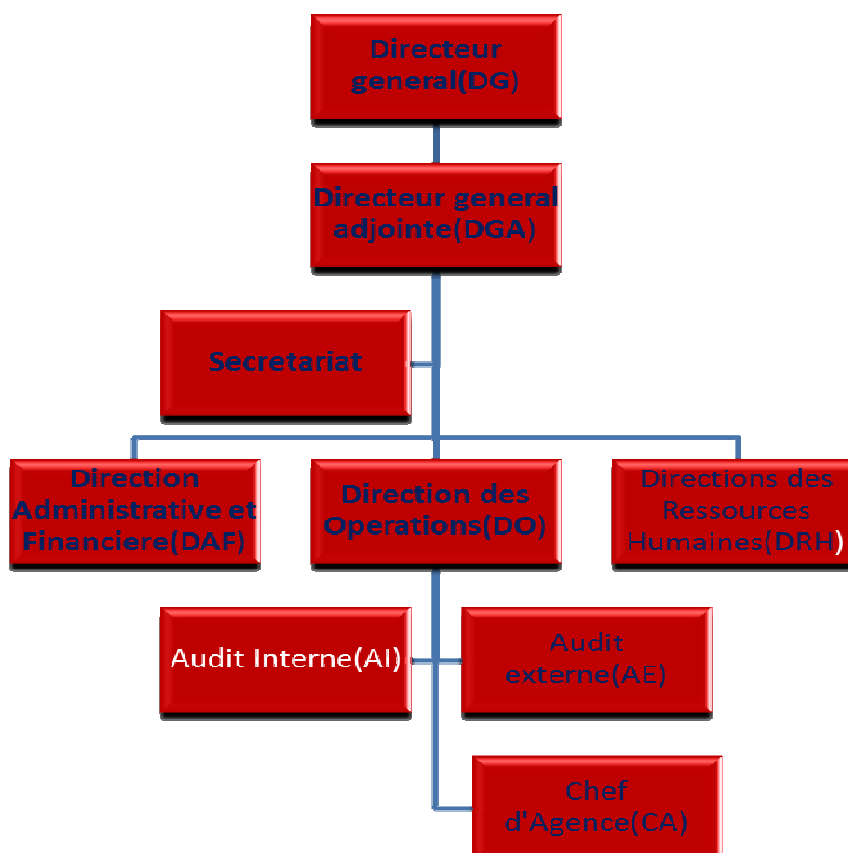 Directeur
general(DG)
Directeur general
adjointe(DGA)
Secretariat
Direction
Administrative et
Financiere(DAF)
Direction des
Operations(DO)
Directions des
Ressources
Humaines(DRH)
Audit Interne(AI)
Audit
externe(AE)
Chef
d'Agence(CA)